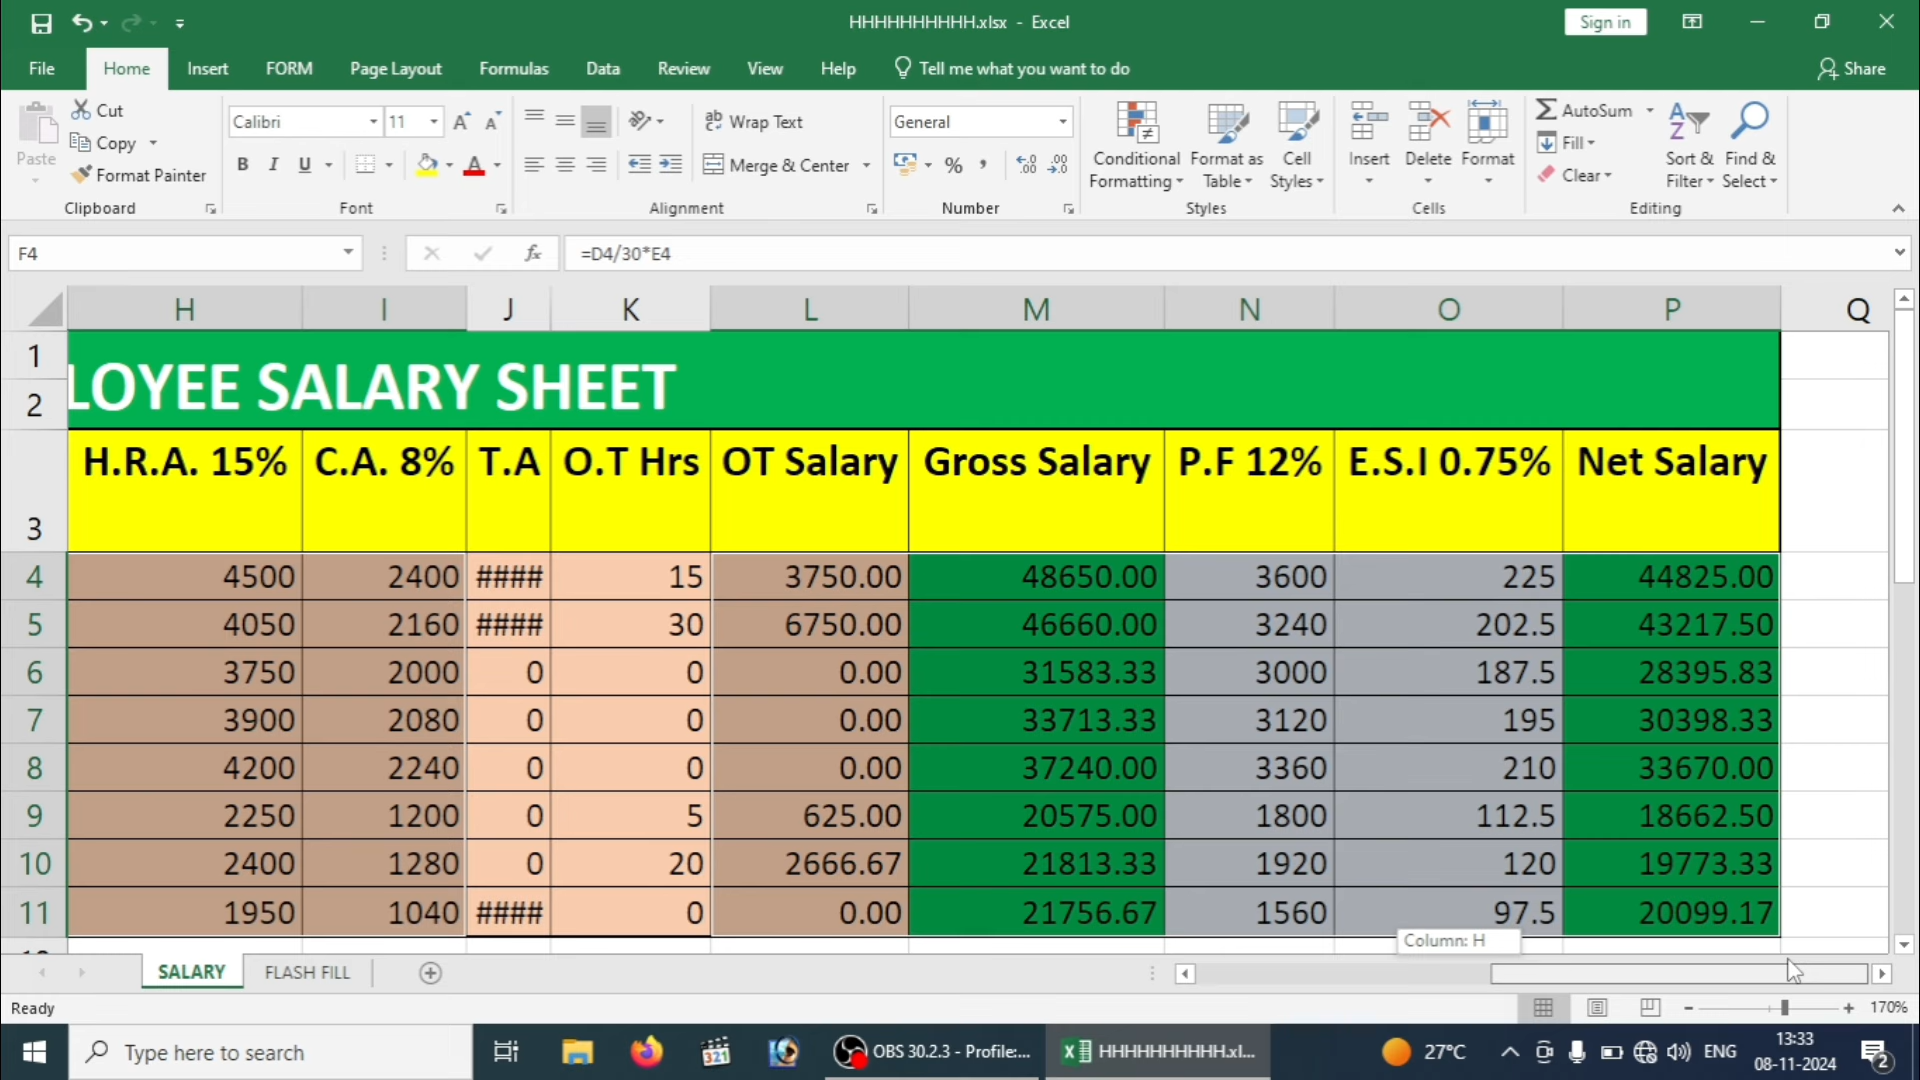 HHHHHHHHHH.xlsx - Excel
Sign in
File Home Insert FORM Page Layout Formulas Data Review View Help Tell me what you want to do Share
Paste
Cut
Copy
Format Painter
Calibri 11
B I U
Wrap Text
Merge & Center
General
%
Conditional Formatting
Format as Table
Cell Styles
Insert
Delete
Format
AutoSum
Fill
Clear
Sort & Filter
Find & Select
Clipboard Font Alignment Number Styles Cells Editing
F4 fx =D4/30*E4
H I J K L M N O P Q
1
LOYEE SALARY SHEET
2
3 H.R.A. 15% C.A. 8% T.A O.T Hrs OT Salary Gross Salary P.F 12% E.S.I 0.75% Net Salary
4 4500 2400 #### 15 3750.00 48650.00 3600 225 44825.00
5 4050 2160 #### 30 6750.00 46660.00 3240 202.5 43217.50
6 3750 2000 0 0 0.00 31583.33 3000 187.5 28395.83
7 3900 2080 0 0 0.00 33713.33 3120 195 30398.33
8 4200 2240 0 0 0.00 37240.00 3360 210 33670.00
9 2250 1200 0 5 625.00 20575.00 1800 112.5 18662.50
10 2400 1280 0 20 2666.67 21813.33 1920 120 19773.33
11 1950 1040 #### 0 0.00 21756.67 1560 97.5 20099.17
Column: H
SALARY FLASH FILL
Ready 170%
Type here to search
321
OBS 30.2.3 - Profile:...
HHHHHHHHHH.xl...
27°C
ENG
13:33
08-11-2024
2